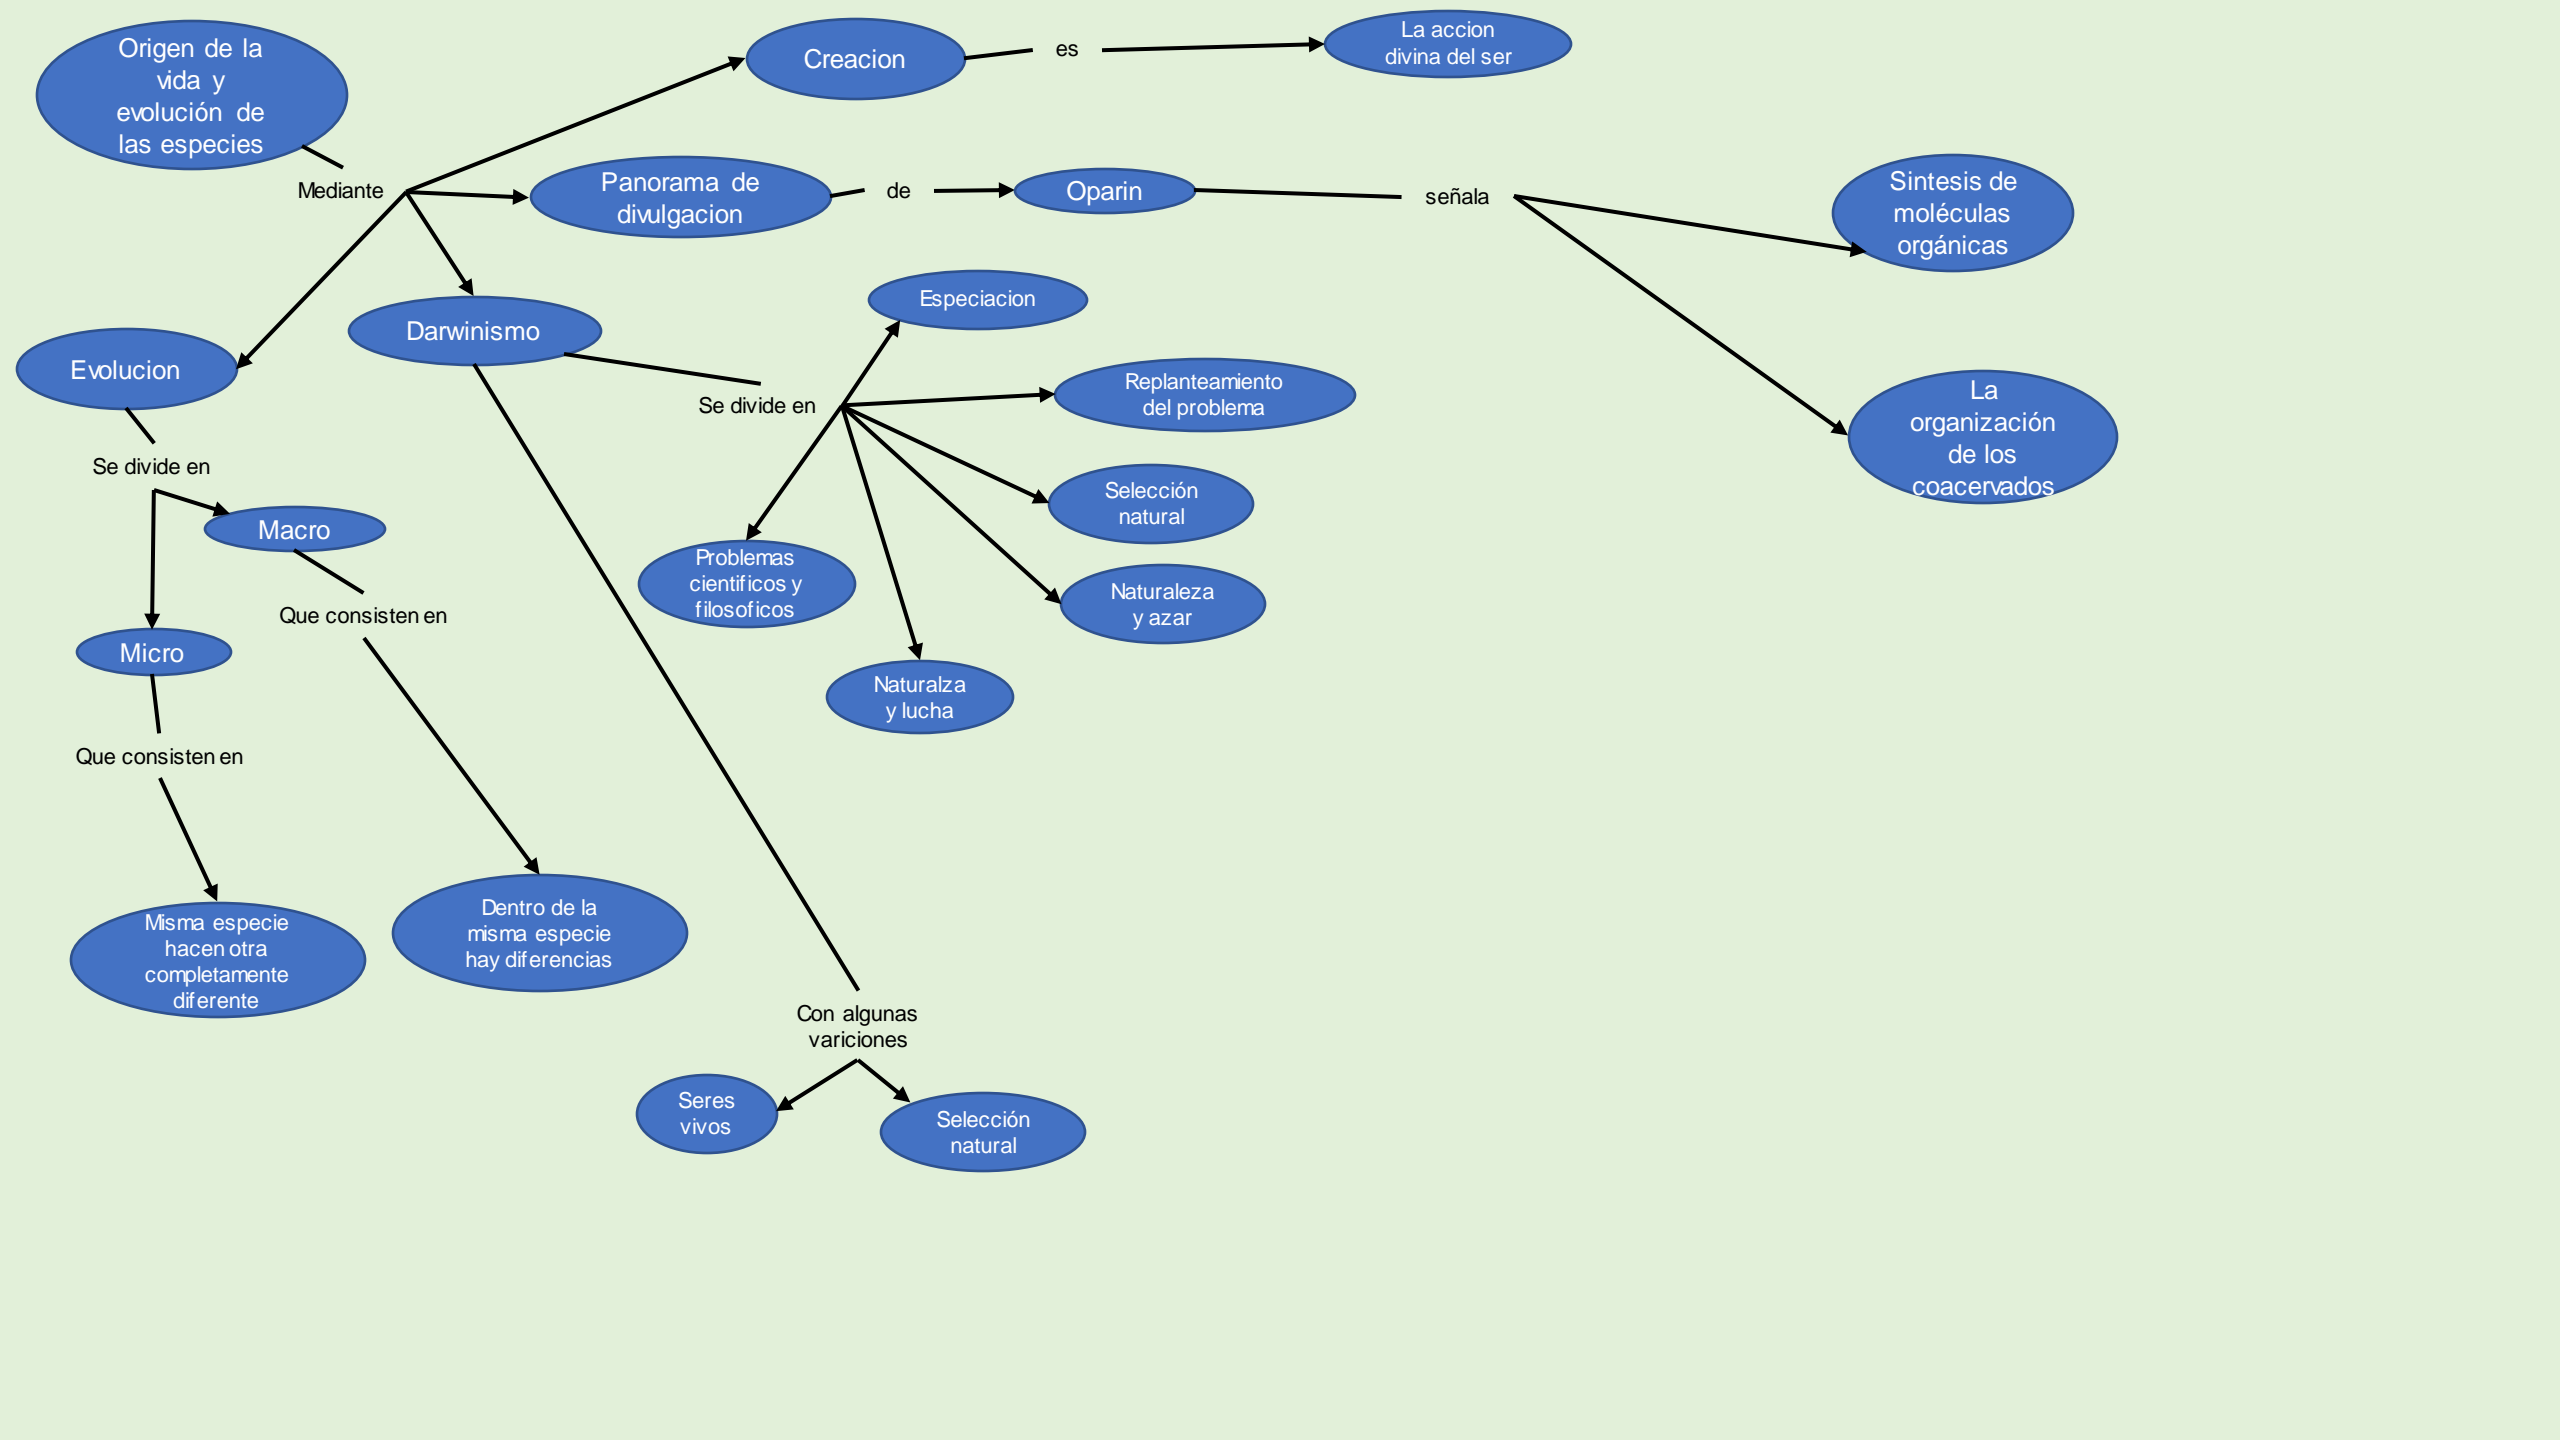 Origen de la
vida y
evolución de
las especies
Mediante
Creacion
es
La accion
divina del ser
Panorama de
divulgacion
de
Oparin
señala
Sintesis de
moléculas
orgánicas
La
organización
de los
coacervados
Darwinismo
Se divide en
Especiacion
Replanteamiento
del problema
Selección
natural
Naturaleza
y azar
Naturalza
y lucha
Problemas
cientificos y
filosoficos
Evolucion
Se divide en
Macro
Que consisten en
Dentro de la
misma especie
hay diferencias
Micro
Que consisten en
Misma especie
hacen otra
completamente
diferente
Con algunas
variciones
Seres
vivos
Selección
natural